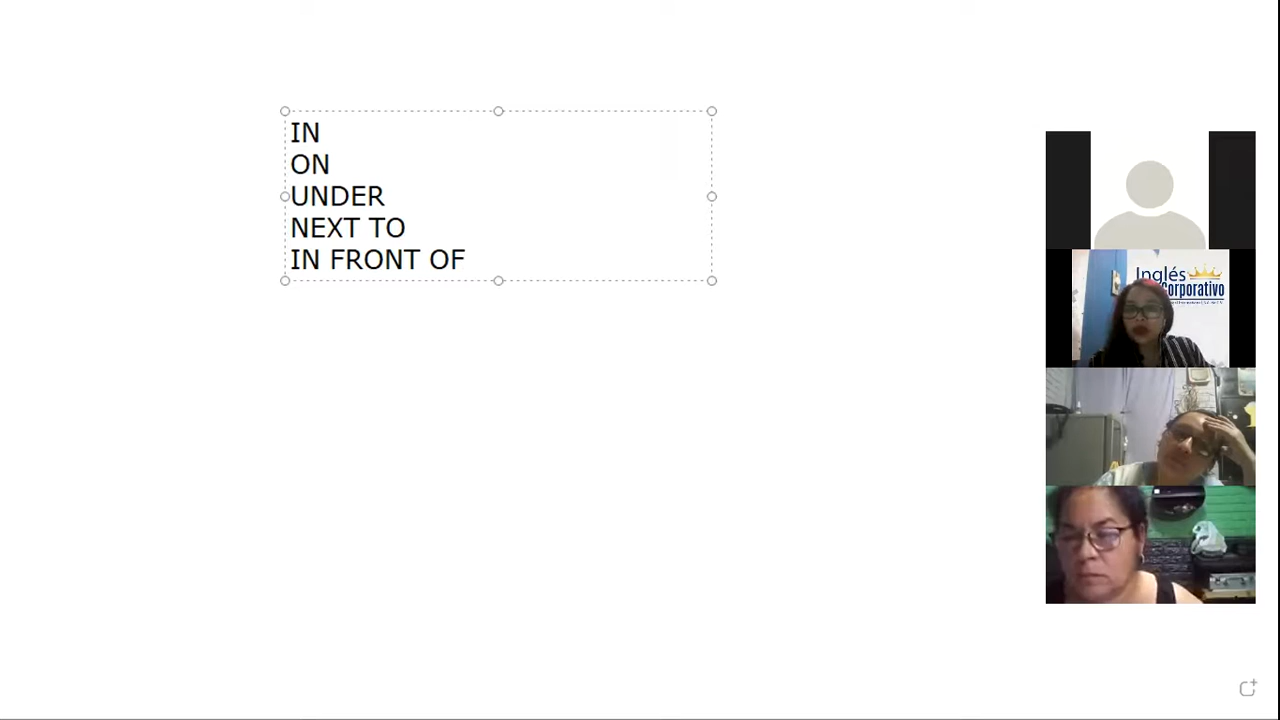 IN
ON
UNDER
NEXT TO
IN FRONT OF
Inglés
Corporativo